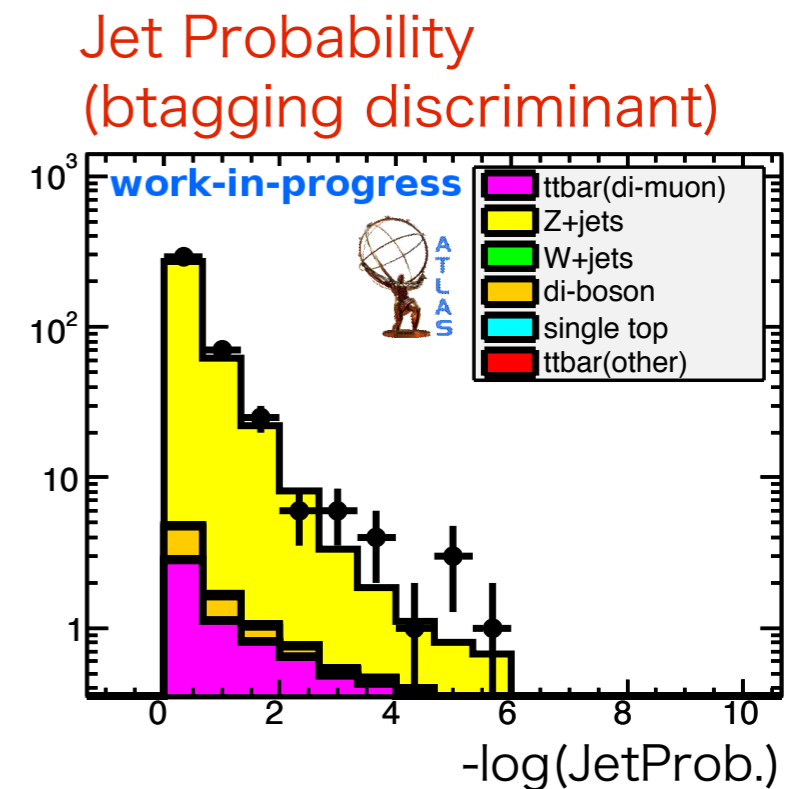 Jet Probability
(btagging discriminant)
10³
work-in-progress
ttbar(di-muon)
Z+jets
W+jets
di-boson
single top
ttbar(other)
ATLAS
10²
10
1
0 2 4 6 8 10
-log(JetProb.)